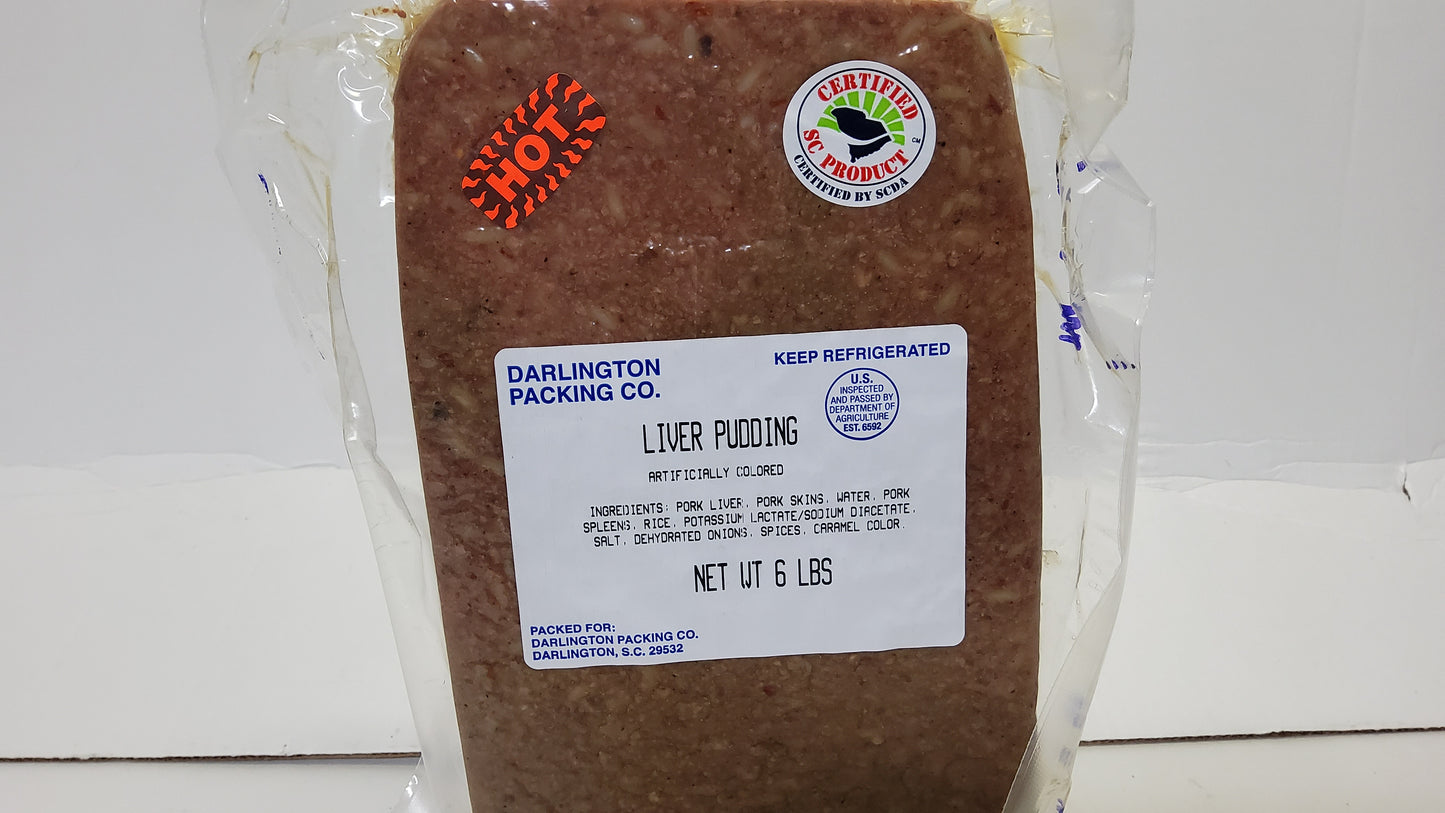 HOT
CERTIFIED
SC PRODUCT
CERTIFIED BY SCDA
DARLINGTON
PACKING CO.
KEEP REFRIGERATED
U.S.
INSPECTED
AND PASSED BY
DEPARTMENT OF
AGRICULTURE
EST. 6592
LIVER PUDDING
ARTIFICIALLY COLORED
INGREDIENTS: PORK LIVER, PORK SKINS, WATER, PORK
SPLEENS, RICE, POTASSIUM LACTATE/SODIUM DIACETATE,
SALT, DEHYDRATED ONIONS, SPICES, CARAMEL COLOR.
NET WT 6 LBS
PACKED FOR:
DARLINGTON PACKING CO.
DARLINGTON, S.C. 29532